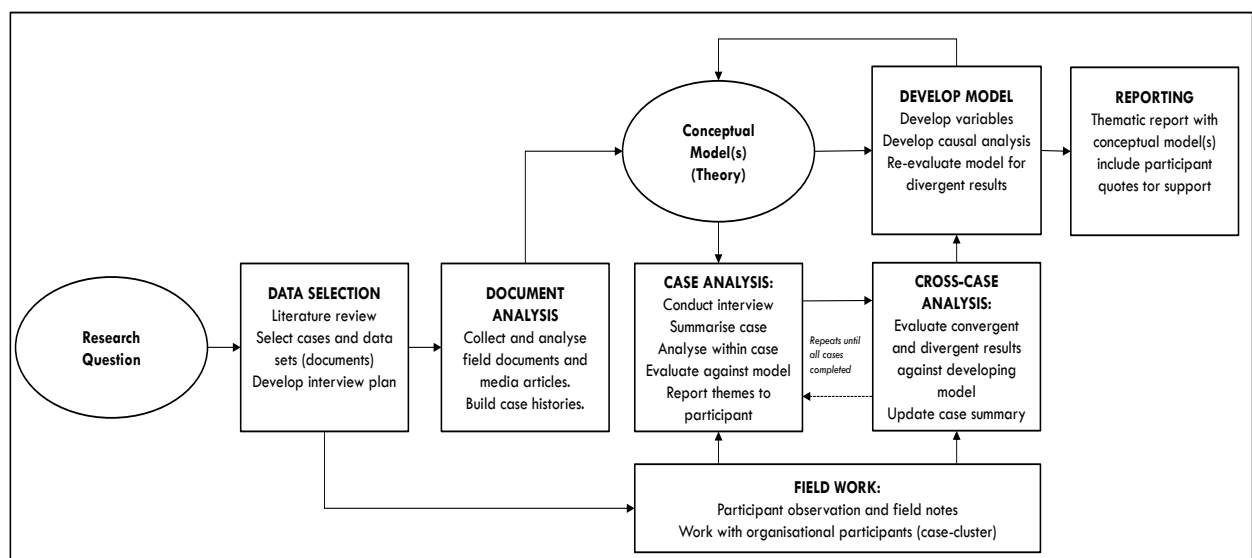 Research
Question
DATA SELECTION
Literature review
Select cases and data
sets (documents)
Develop interview plan
DOCUMENT
ANALYSIS
Collect and analyse
field documents and
media articles.
Build case histories.
Conceptual
Model(s)
(Theory)
DEVELOP MODEL
Develop variables
Develop causal analysis
Re-evaluate model for
divergent results
REPORTING
Thematic report with
conceptual model(s)
include participant
quotes tor support
CASE ANALYSIS:
Conduct interview
Summarise case
Analyse within case
Evaluate against model
Report themes to
participant
Repeats until
all cases
completed
CROSS-CASE
ANALYSIS:
Evaluate convergent
and divergent results
against developing
model
Update case summary
FIELD WORK:
Participant observation and field notes
Work with organisational participants (case-cluster)